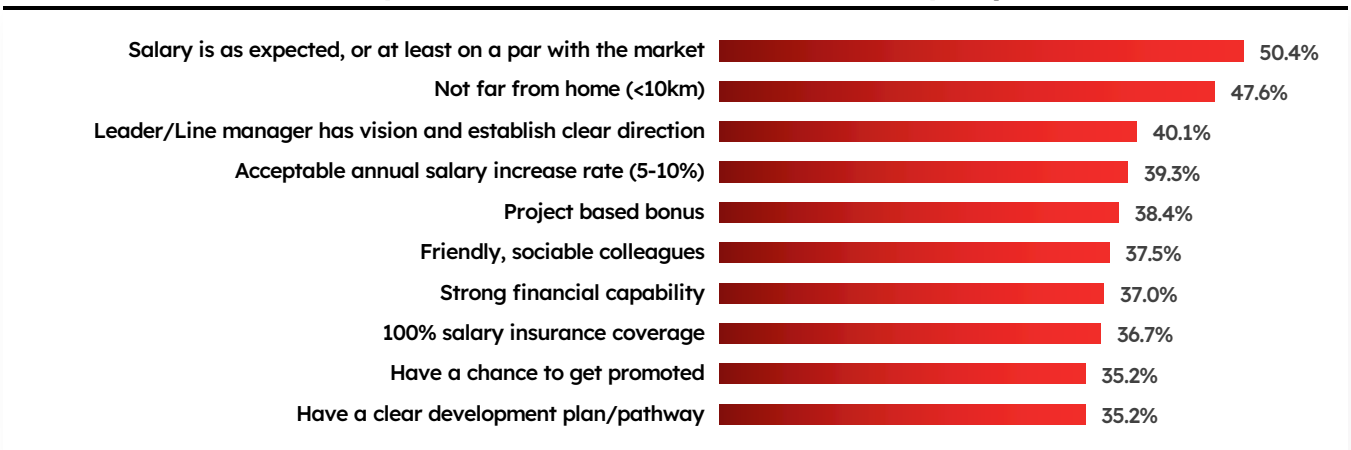 Salary is as expected, or at least on a par with the market 50.4%
Not far from home (<10km) 47.6%
Leader/Line manager has vision and establish clear direction 40.1%
Acceptable annual salary increase rate (5-10%) 39.3%
Project based bonus 38.4%
Friendly, sociable colleagues 37.5%
Strong financial capability 37.0%
100% salary insurance coverage 36.7%
Have a chance to get promoted 35.2%
Have a clear development plan/pathway 35.2%